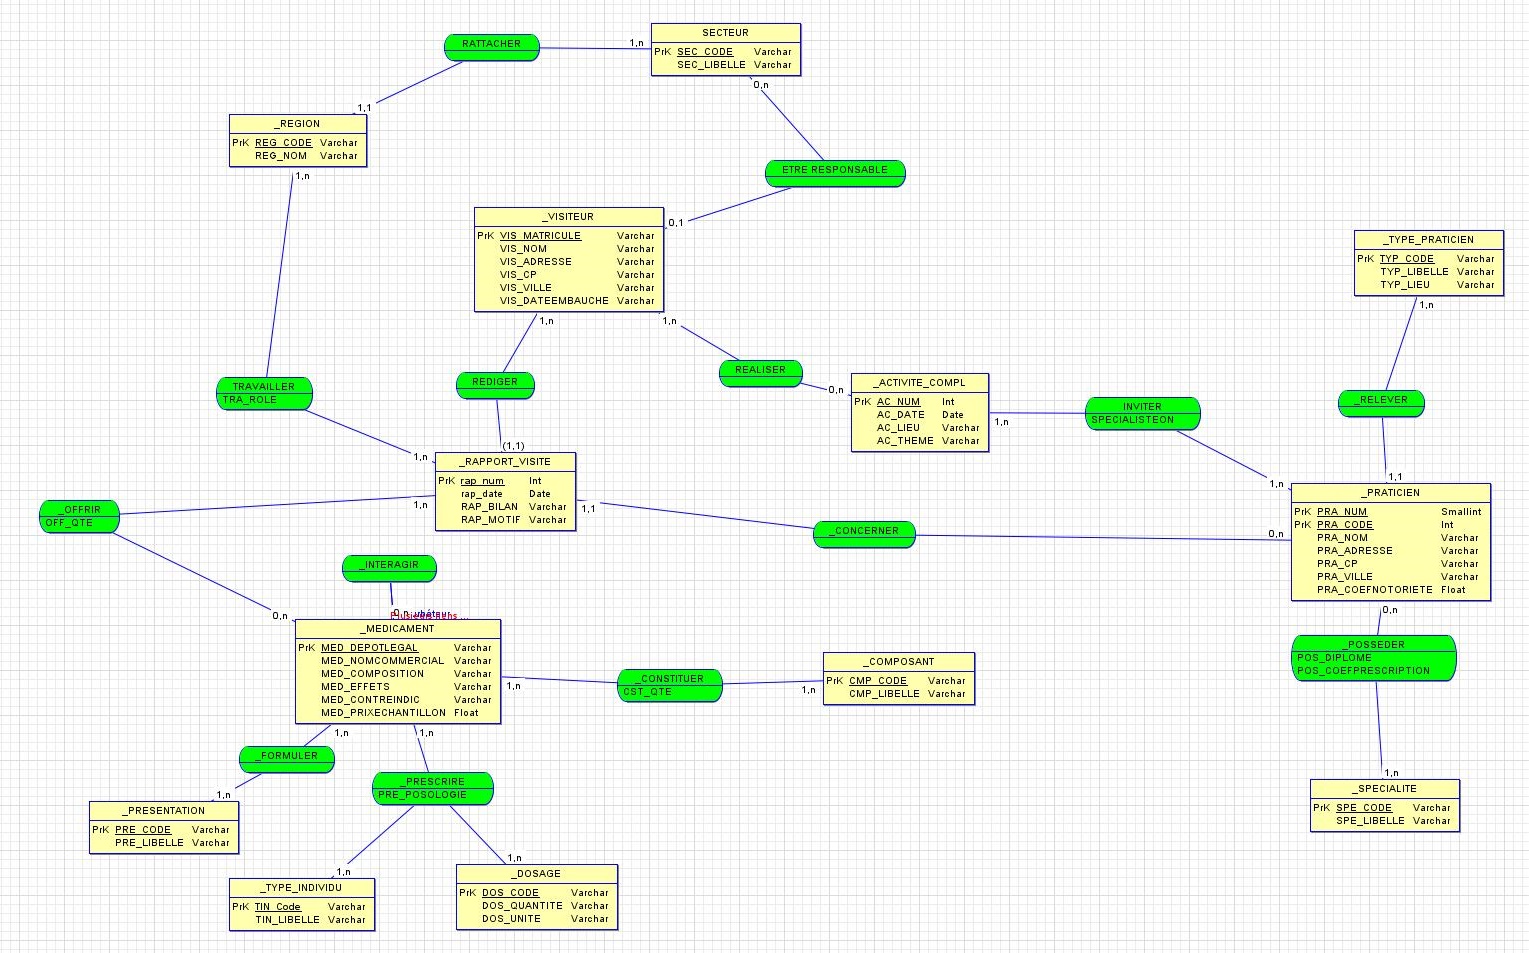 RATTACHER
1,n
SECTEUR
PrK SEC_CODE Varchar
SEC_LIBELLE Varchar
0,n
1,1
_REGION
PrK REG_CODE Varchar
REG_NOM Varchar
1,n
ETRE RESPONSABLE
0,1
_VISITEUR
PrK VIS_MATRICULE Varchar
VIS_NOM Varchar
VIS_ADRESSE Varchar
VIS_CP Varchar
VIS_VILLE Varchar
VIS_DATEEMBAUCHE Varchar
1,n
1,n
_TYPE_PRATICIEN
PrK TYP_CODE Varchar
TYP_LIBELLE Varchar
TYP_LIEU Varchar
1,n
TRAVAILLER
TRA_ROLE
REDIGER
REALISER
0,n
_ACTIVITE_COMPL
PrK AC_NUM Int
AC_DATE Date
AC_LIEU Varchar
AC_THEME Varchar
1,n
INVITER
SPECIALISTEON
_RELEVER
1,n
(1,1)
_RAPPORT_VISITE
PrK rap_num Int
rap_date Date
RAP_BILAN Varchar
RAP_MOTIF Varchar
1,n
1,1
1,n
1,1
_PRATICIEN
PrK PRA_NUM Smallint
PrK PRA_CODE Int
PRA_NOM Varchar
PRA_ADRESSE Varchar
PRA_CP Varchar
PRA_VILLE Varchar
PRA_COEFNOTORIETE Float
_OFFRIR
OFF_QTE
_CONCERNER
0,n
_INTERAGIR
0,n
Plusieurs liens ...
0,n
0,n
_MEDICAMENT
PrK MED_DEPOTLEGAL Varchar
MED_NOMCOMMERCIAL Varchar
MED_COMPOSITION Varchar
MED_EFFETS Varchar
MED_CONTREINDIC Varchar
MED_PRIXECHANTILLON Float
1,n
_CONSTITUER
CST_QTE
1,n
_COMPOSANT
PrK CMP_CODE Varchar
CMP_LIBELLE Varchar
_POSSEDER
POS_DIPLOME
POS_COEFPRESCRIPTION
1,n
1,n
_FORMULER
_PRESCRIRE
PRE_POSOLOGIE
1,n
_PRESENTATION
PrK PRE_CODE Varchar
PRE_LIBELLE Varchar
1,n
_SPECIALITE
PrK SPE_CODE Varchar
SPE_LIBELLE Varchar
1,n
_TYPE_INDIVIDU
PrK TIN_Code Varchar
TIN_LIBELLE Varchar
1,n
_DOSAGE
PrK DOS_CODE Varchar
DOS_QUANTITE Varchar
DOS_UNITE Varchar